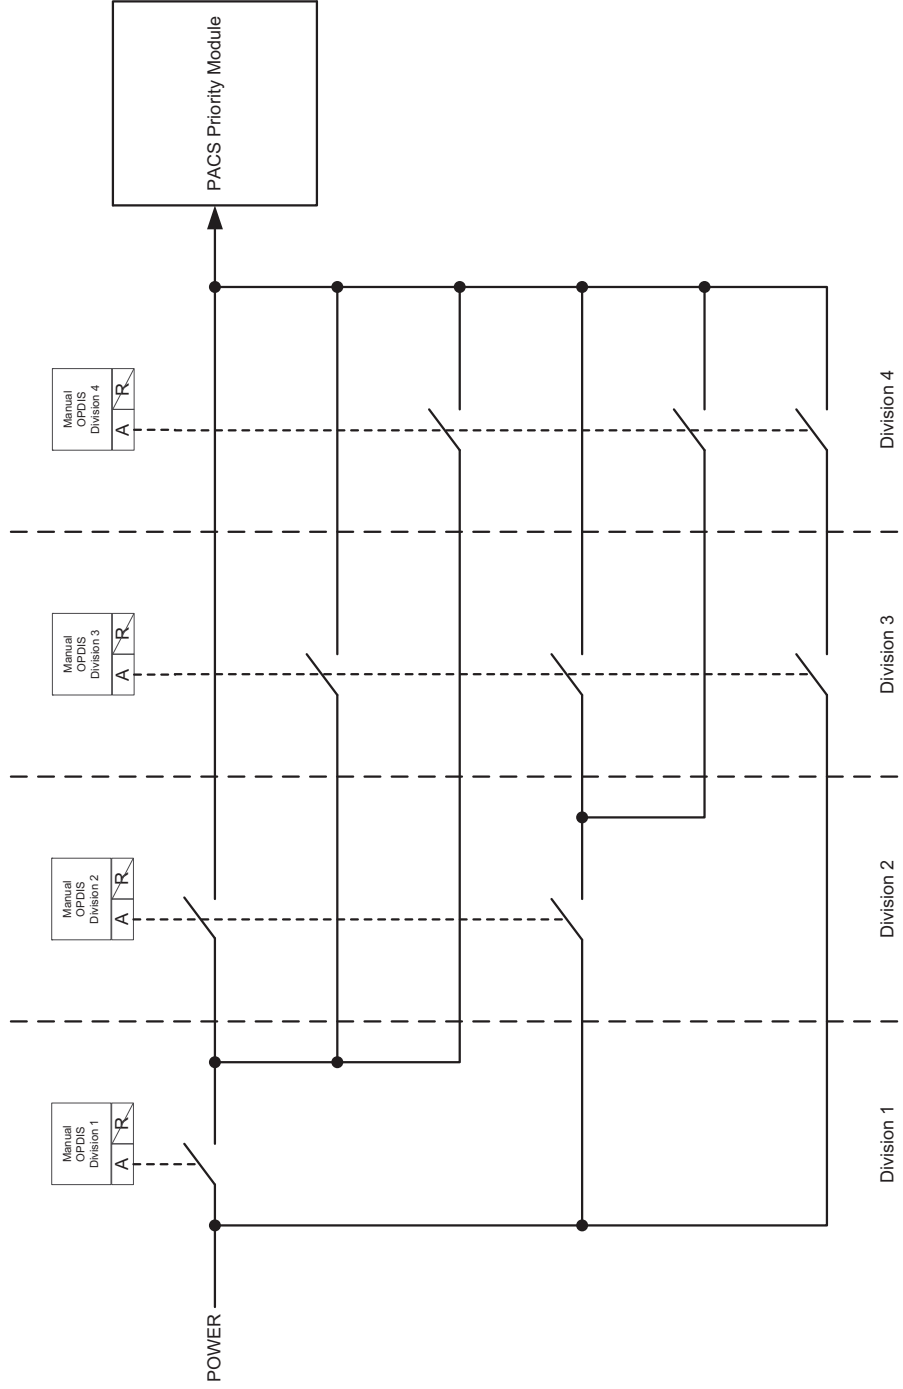 POWER
Manual
OPDIS
Division 1
A
R
Manual
OPDIS
Division 2
A
R
Manual
OPDIS
Division 3
A
R
Manual
OPDIS
Division 4
A
R
PACS Priority Module
Division 1
Division 2
Division 3
Division 4